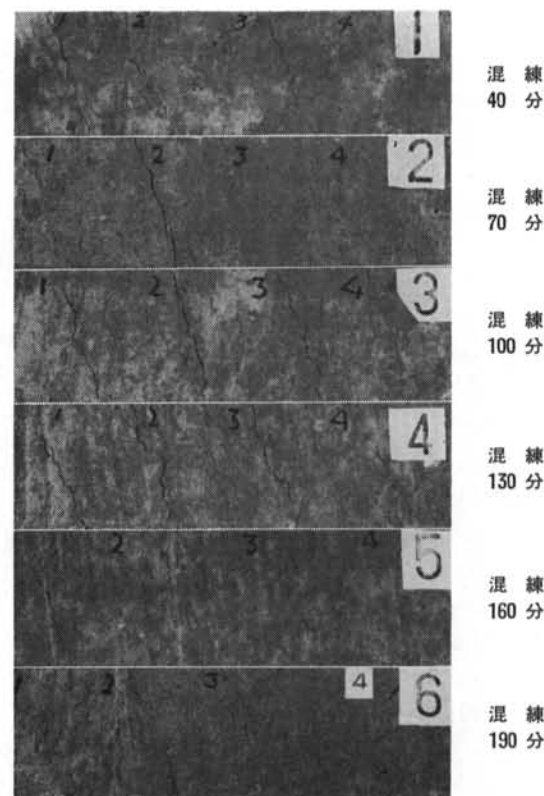 1 2 3 4 1
混 練
40 分
1 2 3 4 2
混 練
70 分
1 2 3 4 3
混 練
100 分
1 2 3 4 4
混 練
130 分
2 3 4 5
混 練
160 分
1 2 3 4 6
混 練
190 分